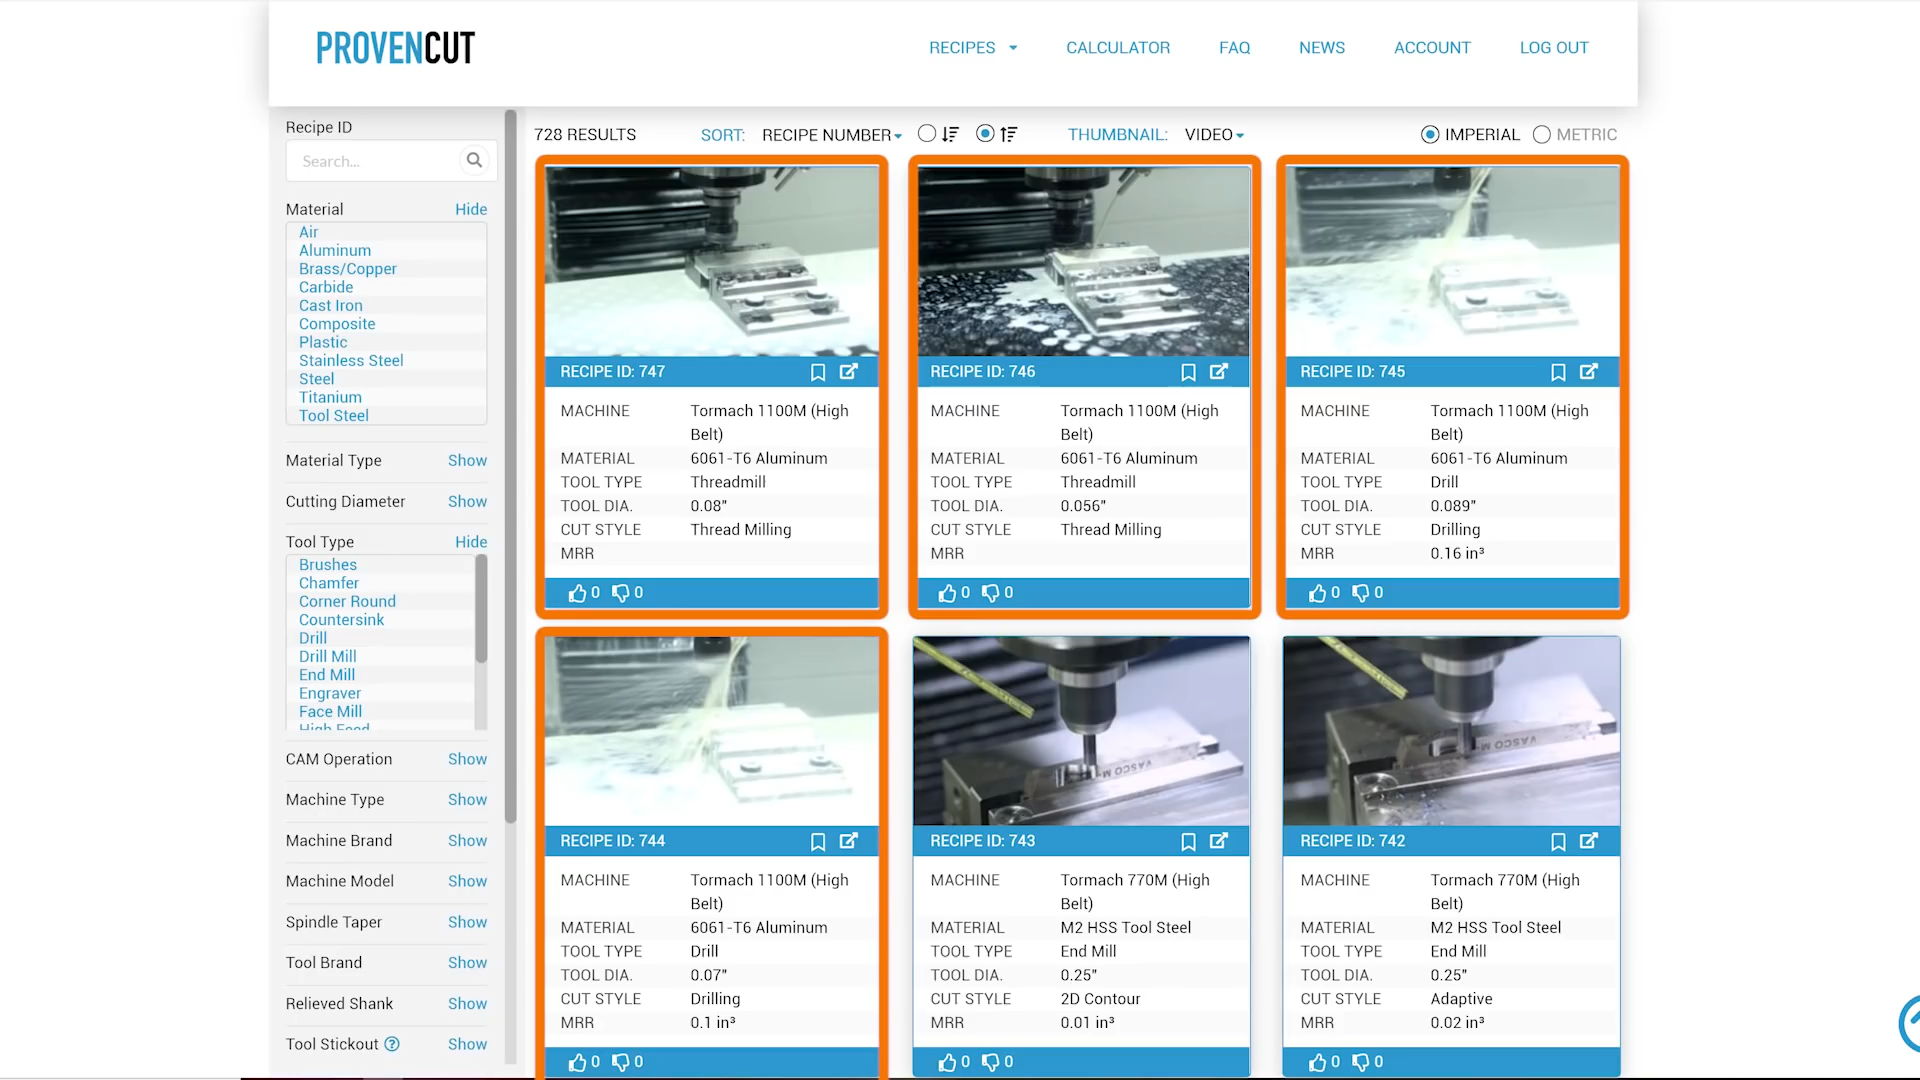 PROVENCUT
RECIPES CALCULATOR FAQ NEWS ACCOUNT LOG OUT
Recipe ID
Search...
Material Hide
Air
Aluminum
Brass/Copper
Carbide
Cast Iron
Composite
Plastic
Stainless Steel
Steel
Titanium
Tool Steel
Material Type Show
Cutting Diameter Show
Tool Type Hide
Brushes
Chamfer
Corner Round
Countersink
Drill
Drill Mill
End Mill
Engraver
Face Mill
High Feed
CAM Operation Show
Machine Type Show
Machine Brand Show
Machine Model Show
Spindle Taper Show
Tool Brand Show
Relieved Shank Show
Tool Stickout ? Show
728 RESULTS SORT: RECIPE NUMBER THUMBNAIL: VIDEO IMPERIAL METRIC
RECIPE ID: 747
MACHINE Tormach 1100M (High
Belt)
MATERIAL 6061-T6 Aluminum
TOOL TYPE Threadmill
TOOL DIA. 0.08"
CUT STYLE Thread Milling
MRR
0 0
RECIPE ID: 746
MACHINE Tormach 1100M (High
Belt)
MATERIAL 6061-T6 Aluminum
TOOL TYPE Threadmill
TOOL DIA. 0.056"
CUT STYLE Thread Milling
MRR
0 0
RECIPE ID: 745
MACHINE Tormach 1100M (High
Belt)
MATERIAL 6061-T6 Aluminum
TOOL TYPE Drill
TOOL DIA. 0.089"
CUT STYLE Drilling
MRR 0.16 in³
0 0
RECIPE ID: 744
MACHINE Tormach 1100M (High
Belt)
MATERIAL 6061-T6 Aluminum
TOOL TYPE Drill
TOOL DIA. 0.07"
CUT STYLE Drilling
MRR 0.1 in³
0 0
VASCO M
RECIPE ID: 743
MACHINE Tormach 770M (High
Belt)
MATERIAL M2 HSS Tool Steel
TOOL TYPE End Mill
TOOL DIA. 0.25"
CUT STYLE 2D Contour
MRR 0.01 in³
0 0
VASCO M
RECIPE ID: 742
MACHINE Tormach 770M (High
Belt)
MATERIAL M2 HSS Tool Steel
TOOL TYPE End Mill
TOOL DIA. 0.25"
CUT STYLE Adaptive
MRR 0.02 in³
0 0